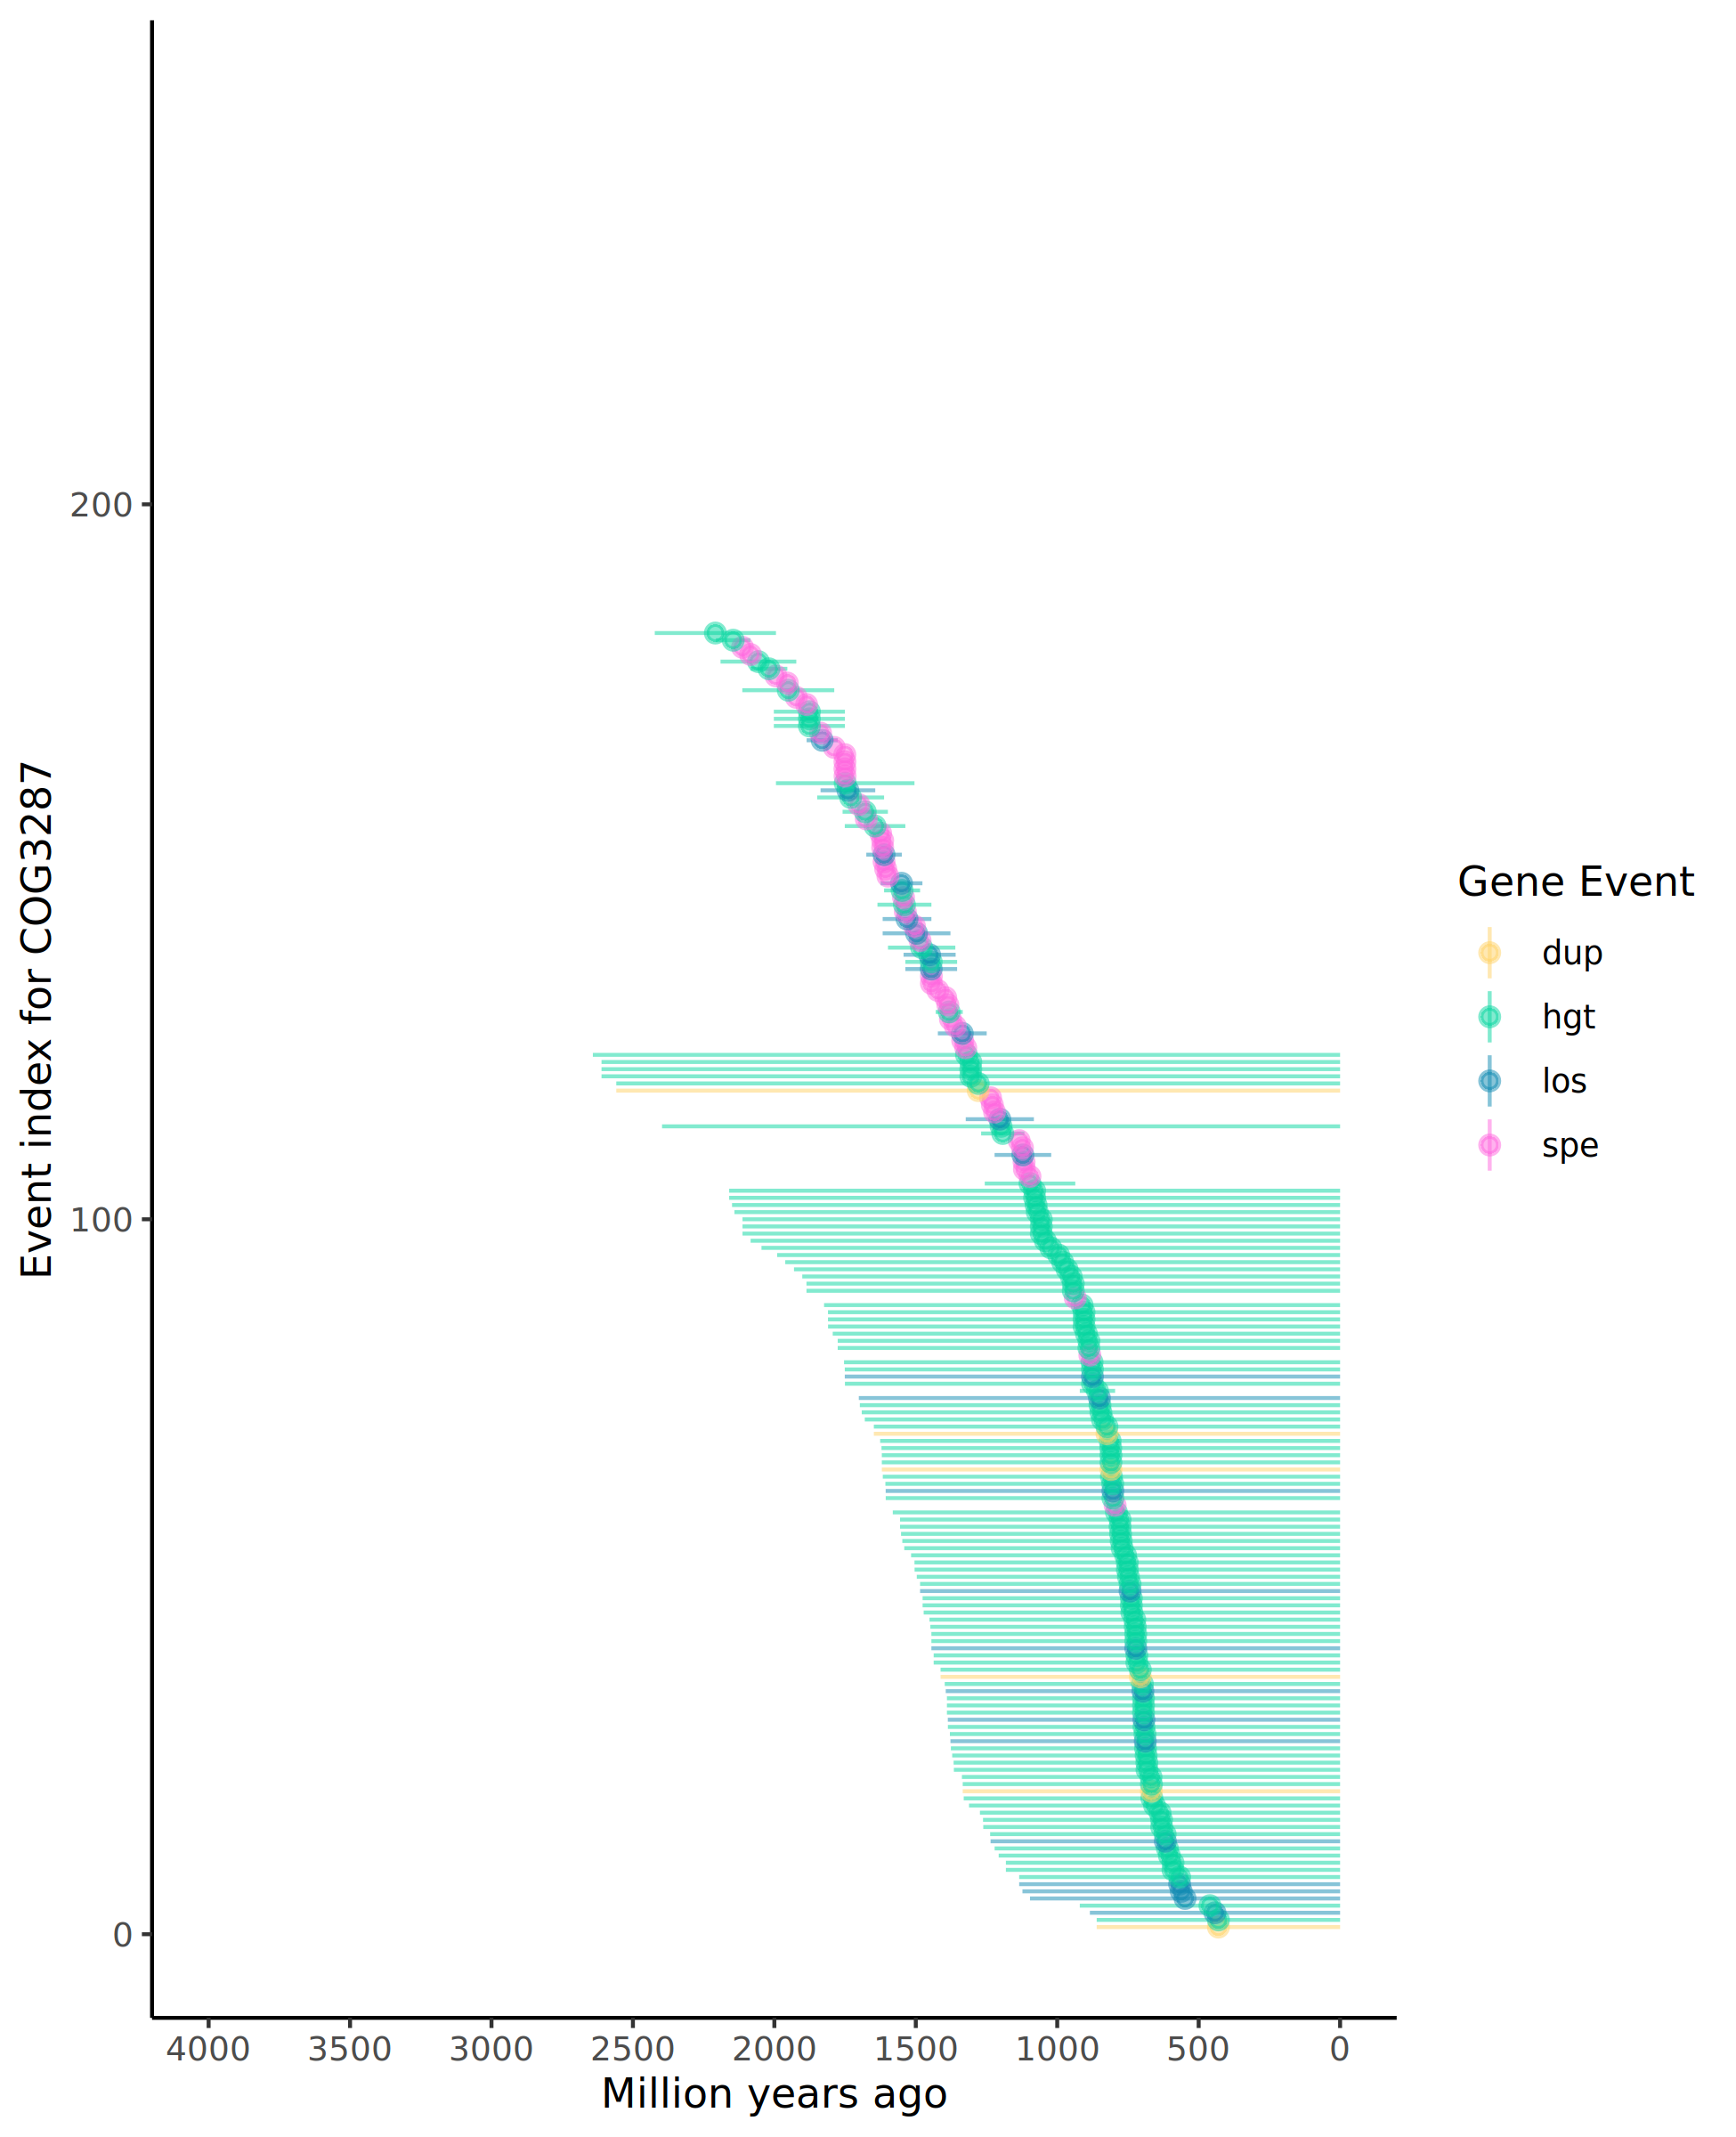 Event index for COG3287
200
100
0
4000 3500 3000 2500 2000 1500 1000 500 0
Million years ago
Gene Event
dup
hgt
los
spe